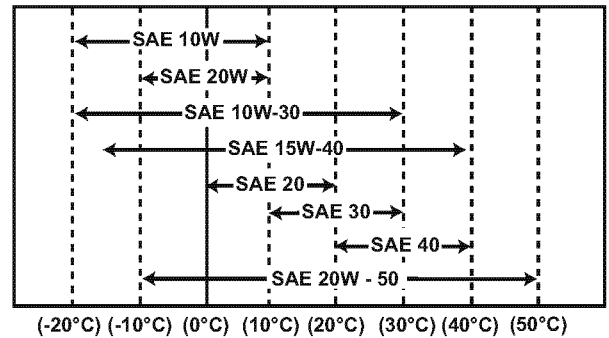 SAE 10W
SAE 20W
SAE 10W-30
SAE 15W-40
SAE 20
SAE 30
SAE 40
SAE 20W - 50
(-20°C) (-10°C) (0°C) (10°C) (20°C) (30°C) (40°C) (50°C)